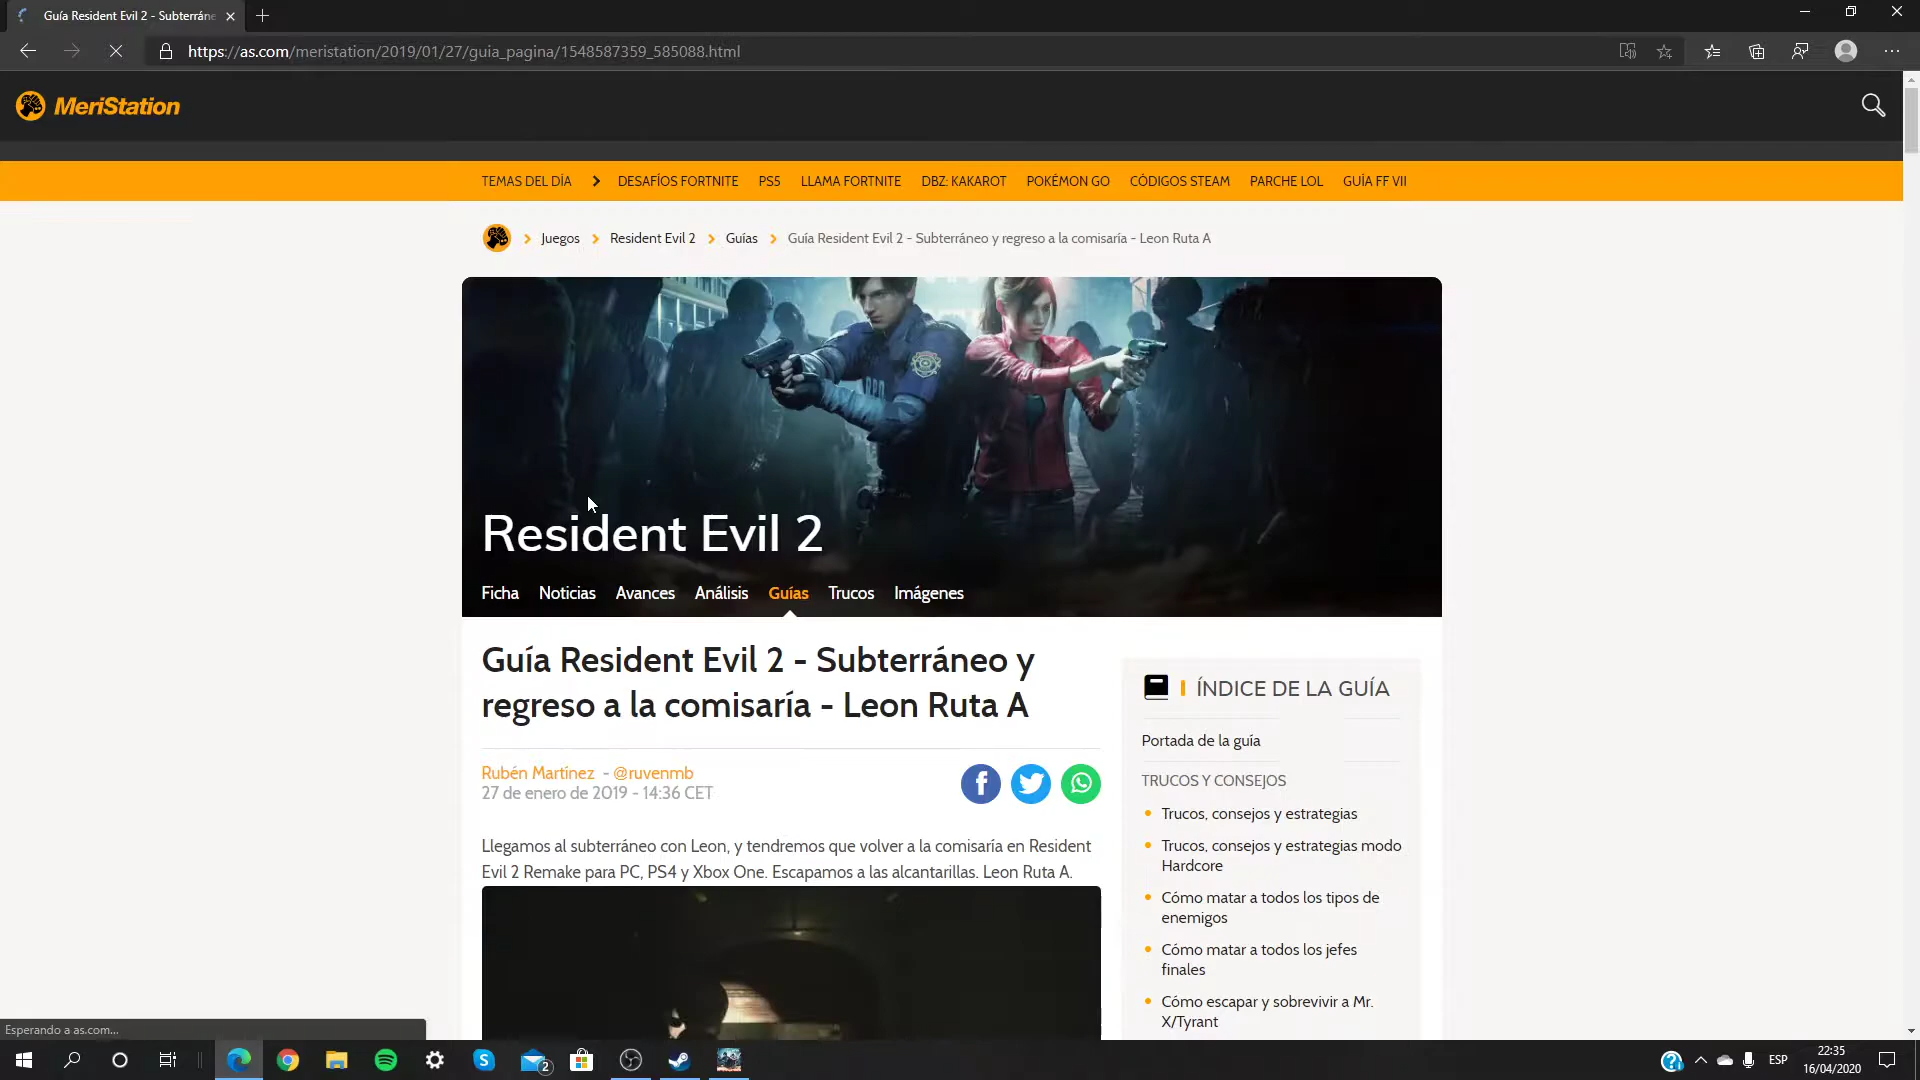 Guía Resident Evil 2 - Subterráne
https://as.com/meristation/2019/01/27/guia_pagina/1548587359_585088.html
MeriStation
TEMAS DEL DÍA
DESAFÍOS FORTNITE
PS5
LLAMA FORTNITE
DBZ: KAKAROT
POKÉMON GO
CÓDIGOS STEAM
PARCHE LOL
GUÍA FF VII
Juegos
Resident Evil 2
Guías
Guía Resident Evil 2 - Subterráneo y regreso a la comisaría - Leon Ruta A
Resident Evil 2
Ficha
Noticias
Avances
Análisis
Guías
Trucos
Imágenes
Guía Resident Evil 2 - Subterráneo y
regreso a la comisaría - Leon Ruta A
Rubén Martínez - @ruvenmb
27 de enero de 2019 - 14:36 CET
Llegamos al subterráneo con Leon, y tendremos que volver a la comisaría en Resident
Evil 2 Remake para PC, PS4 y Xbox One. Escapamos a las alcantarillas. Leon Ruta A.
ÍNDICE DE LA GUÍA
Portada de la guía
TRUCOS Y CONSEJOS
Trucos, consejos y estrategias
Trucos, consejos y estrategias modo
Hardcore
Cómo matar a todos los tipos de
enemigos
Cómo matar a todos los jefes
finales
Cómo escapar y sobrevivir a Mr.
X/Tyrant
Esperando a as.com...
2
ESP
22:35
16/04/2020